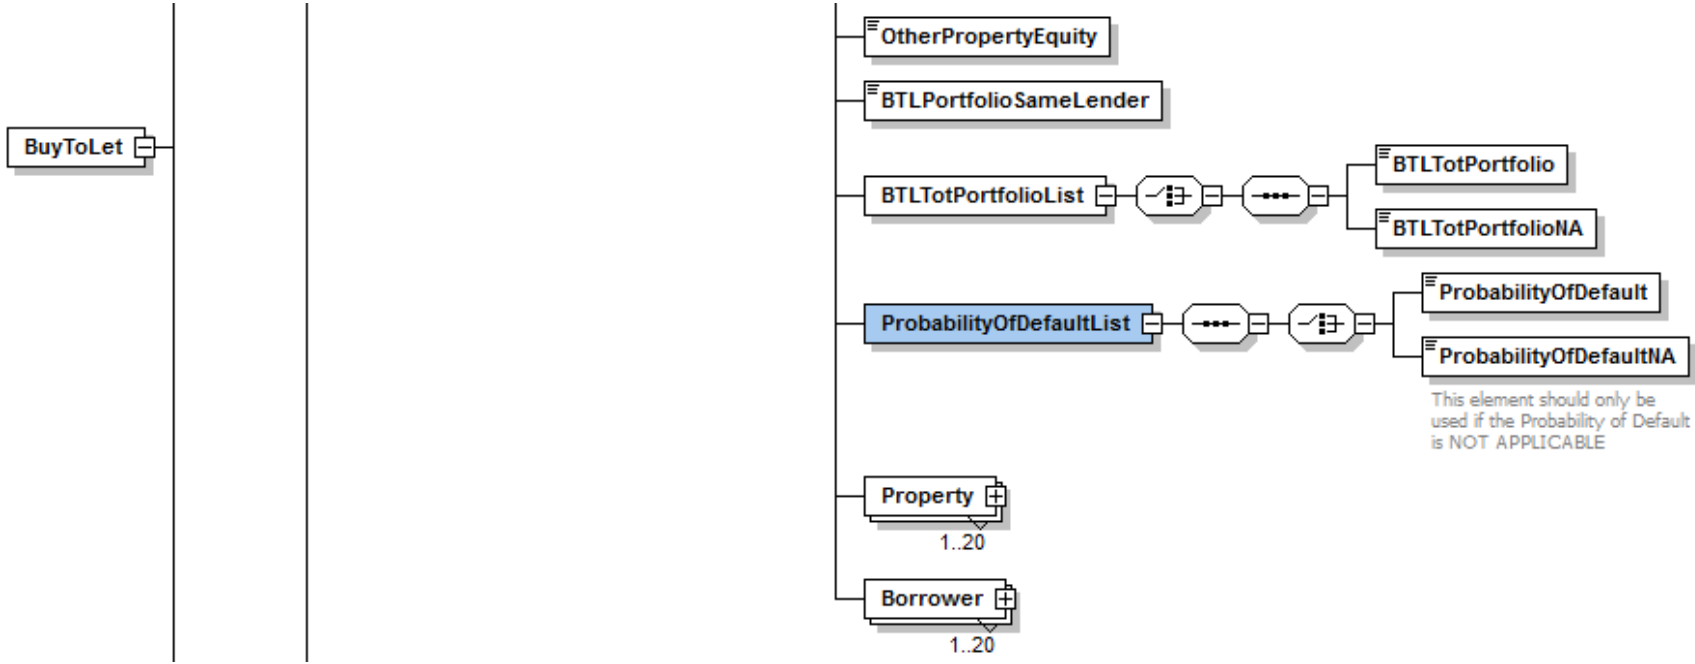 OtherPropertyEquity
BTLPortfolioSameLender
BuyToLet
BTLTotPortfolioList
BTLTotPortfolio
BTLTotPortfolioNA
ProbabilityOfDefaultList
ProbabilityOfDefault
ProbabilityOfDefaultNA
This element should only be
used if the Probability of Default
is NOT APPLICABLE
Property
1..20
Borrower
1..20